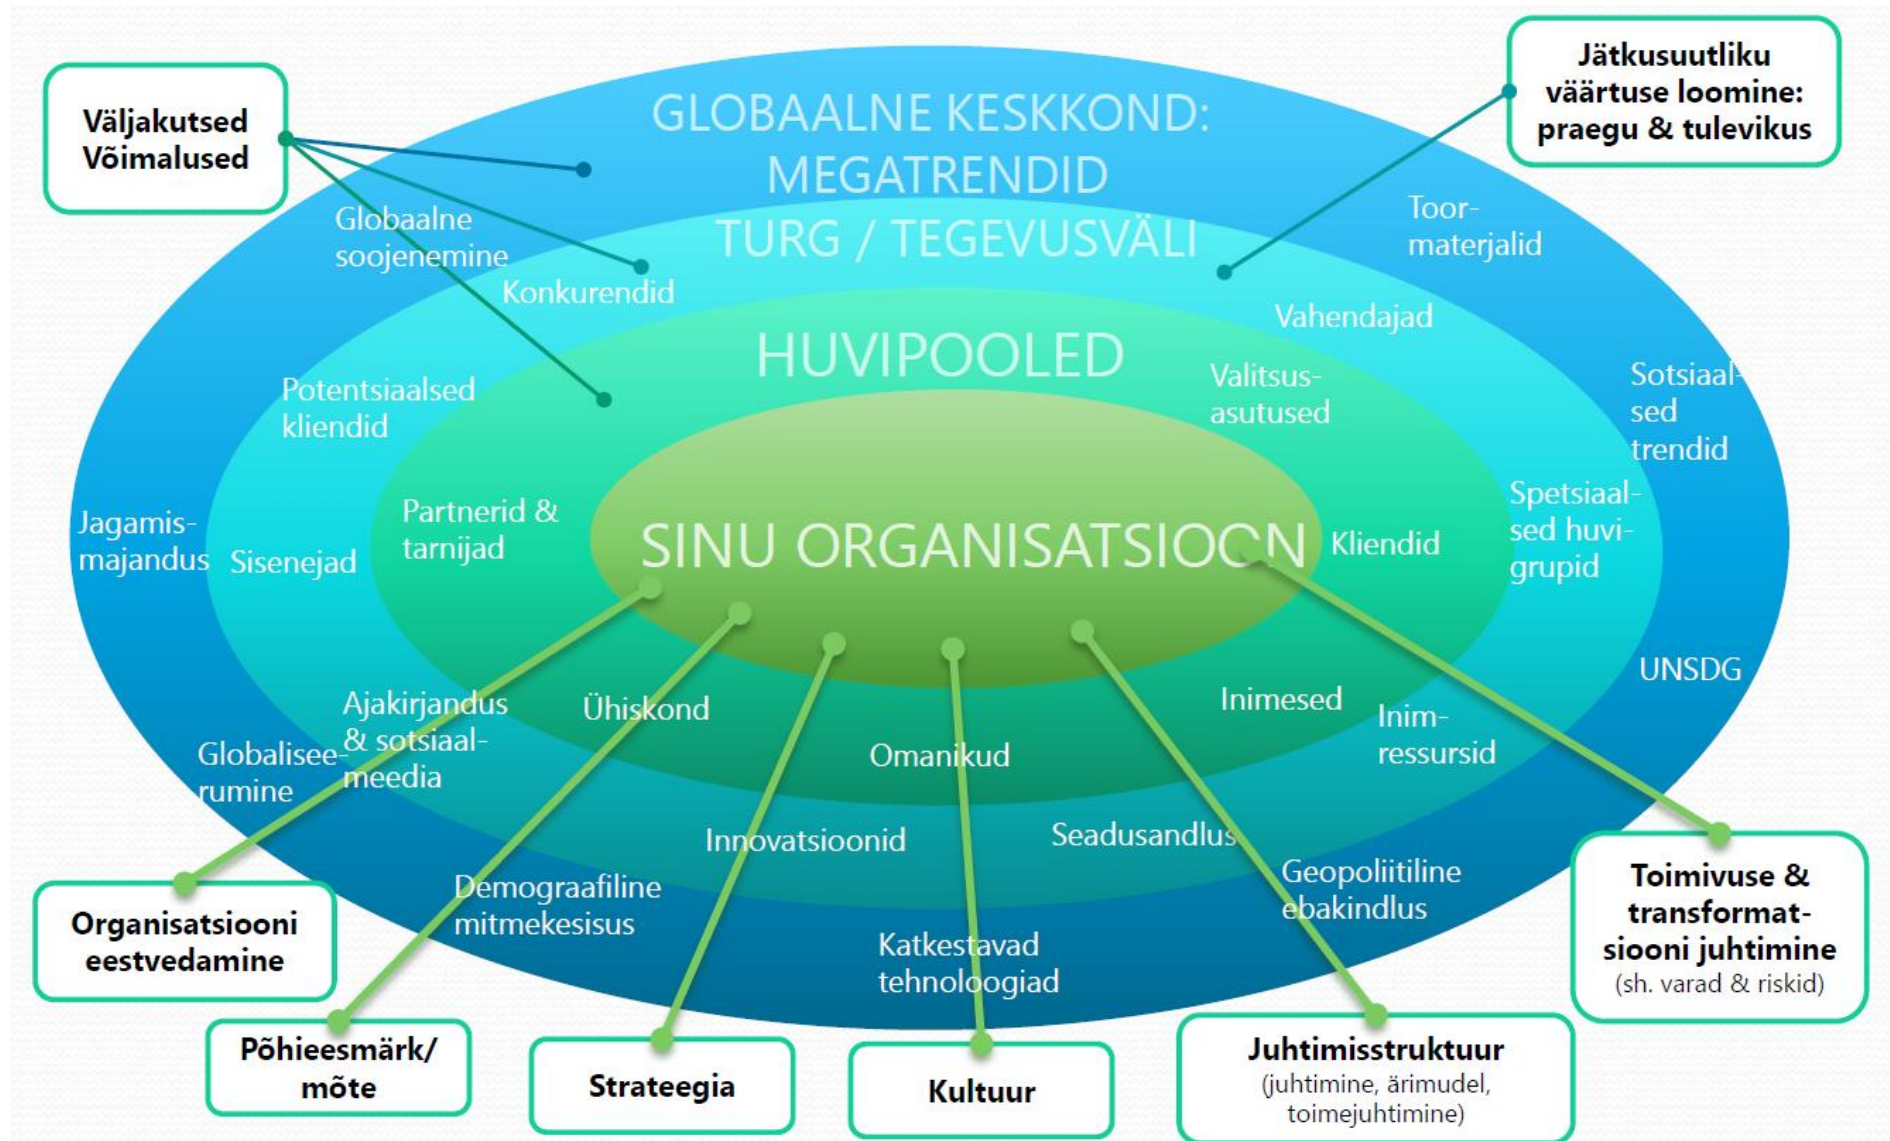 Väljakutsed
Võimalused
Jätkusuutliku
väärtuse loomine:
praegu & tulevikus
GLOBAALNE KESKKOND:
MEGATRENDID
Globaalne
soojenemine
Toor-
materjalid
TURG / TEGEVUSVÄLI
Konkurendid
Vahendajad
HUVIPOOLED
Valitsus-
asutused
Potentsiaalsed
kliendid
Sotsiaal-
sed
trendid
Jagamis-
majandus
Sisenejad
Partnerid &
tarnijad
SINU ORGANISATSIOON
Kliendid
Spetsiaal-
sed huvi-
grupid
UNSDG
Ajakirjandus
& sotsiaal-
meedia
Ühiskond
Omanikud
Inimesed
Inim-
ressursid
Globalisee-
rumine
Innovatsioonid
Seadusandlus
Demograafiline
mitmekesisus
Katkestavad
tehnoloogiad
Geopoliitiline
ebakindlus
Organisatsiooni
eestvedamine
Põhieesmärk/
mõte
Strateegia
Kultuur
Juhtimisstruktuur
(juhtimine, ärimudel,
toimejuhtimine)
Toimivuse &
transformat-
siooni juhtimine
(sh. varad & riskid)